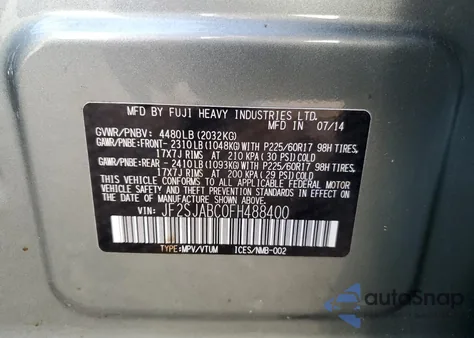 MFD BY FUJI HEAVY INDUSTRIES LTD.
GVWR/PNBV: 4480LB(2032KG) MFD IN 07/14
GAWR/PNBE:FRONT-2310LB(1048KG)WITH P225/60R17 98H TIRES,
17X7J RIMS AT 210 KPA(30 PSI)COLD
GAWR/PNBE:REAR -2410LB(1093KG)WITH P225/60R17 98H TIRES,
17X7J RIMS AT 200 KPA(29 PSI)COLD
THIS VEHICLE CONFORMS TO ALL APPLICABLE FEDERAL MOTOR
VEHICLE SAFETY, BUMPER, AND THEFT PREVENTION STANDARDS IN EFFECT ON
THE DATE OF MANUFACTURE SHOWN ABOVE.
VIN:JF2SJABC0FH488400
TYPE:MPV/VTUM ICES/NMB-002
autoSnap